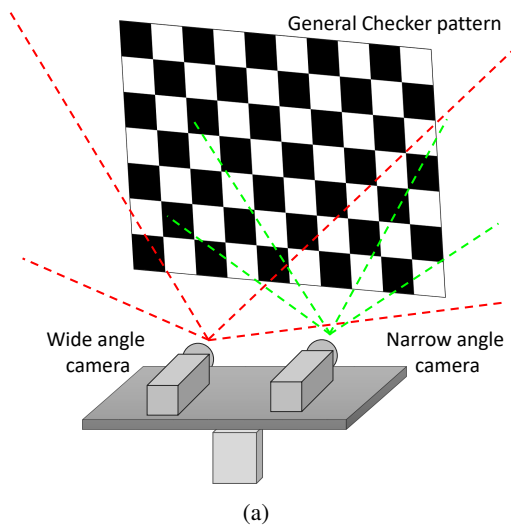 General Checker pattern
Wide angle
camera
Narrow angle
camera
(a)